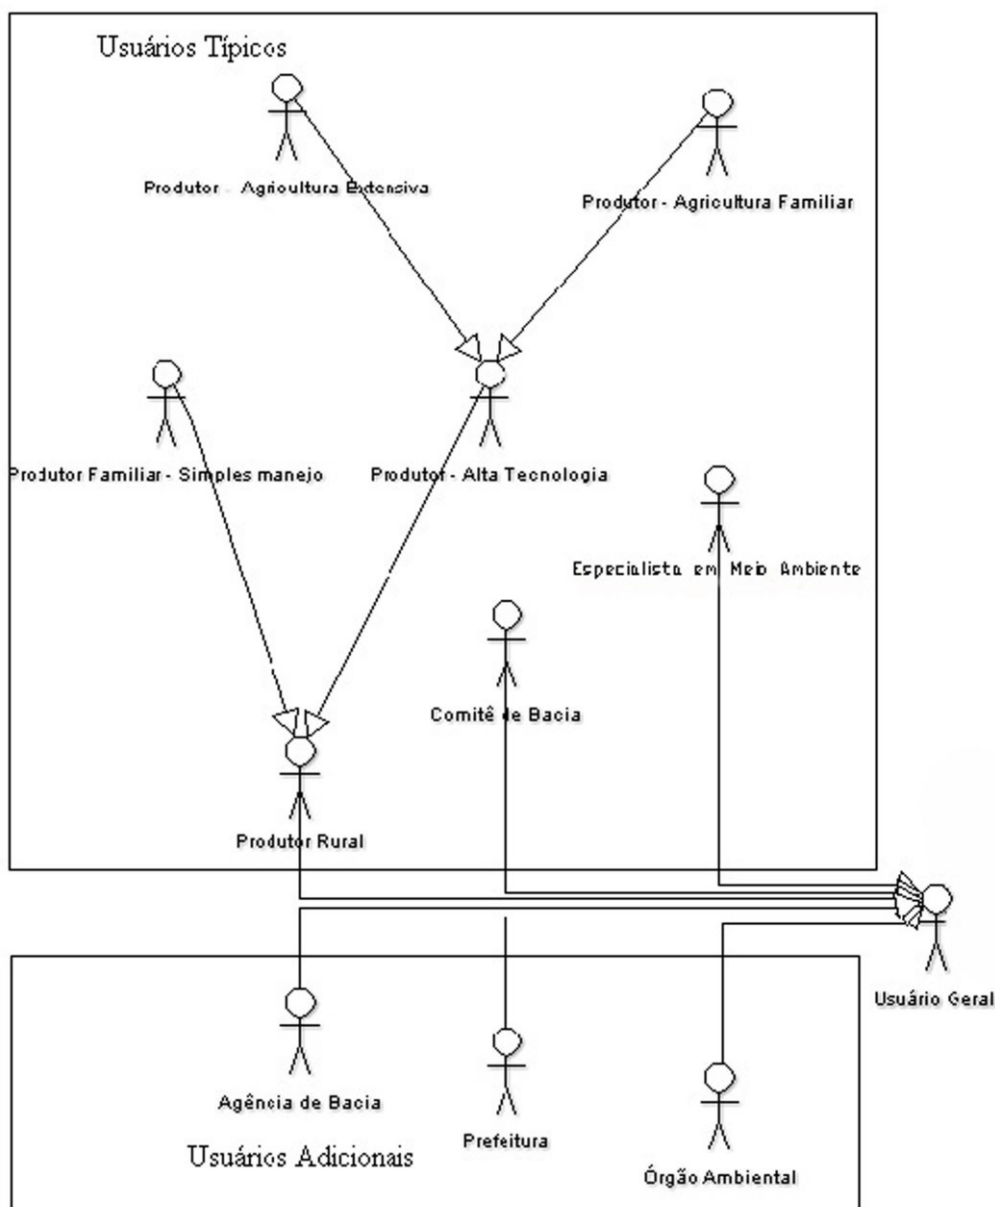 Usuários Típicos
Produtor - Agricultura Extensiva
Produtor - Agricultura Familiar
Produtor Familiar - Simples manejo
Produtor - Alta Tecnologia
Especialista em Meio Ambiente
Comitê de Bacia
Produtor Rural
Usuário Geral
Agência de Bacia
Prefeitura
Usuários Adicionais
Órgão Ambiental